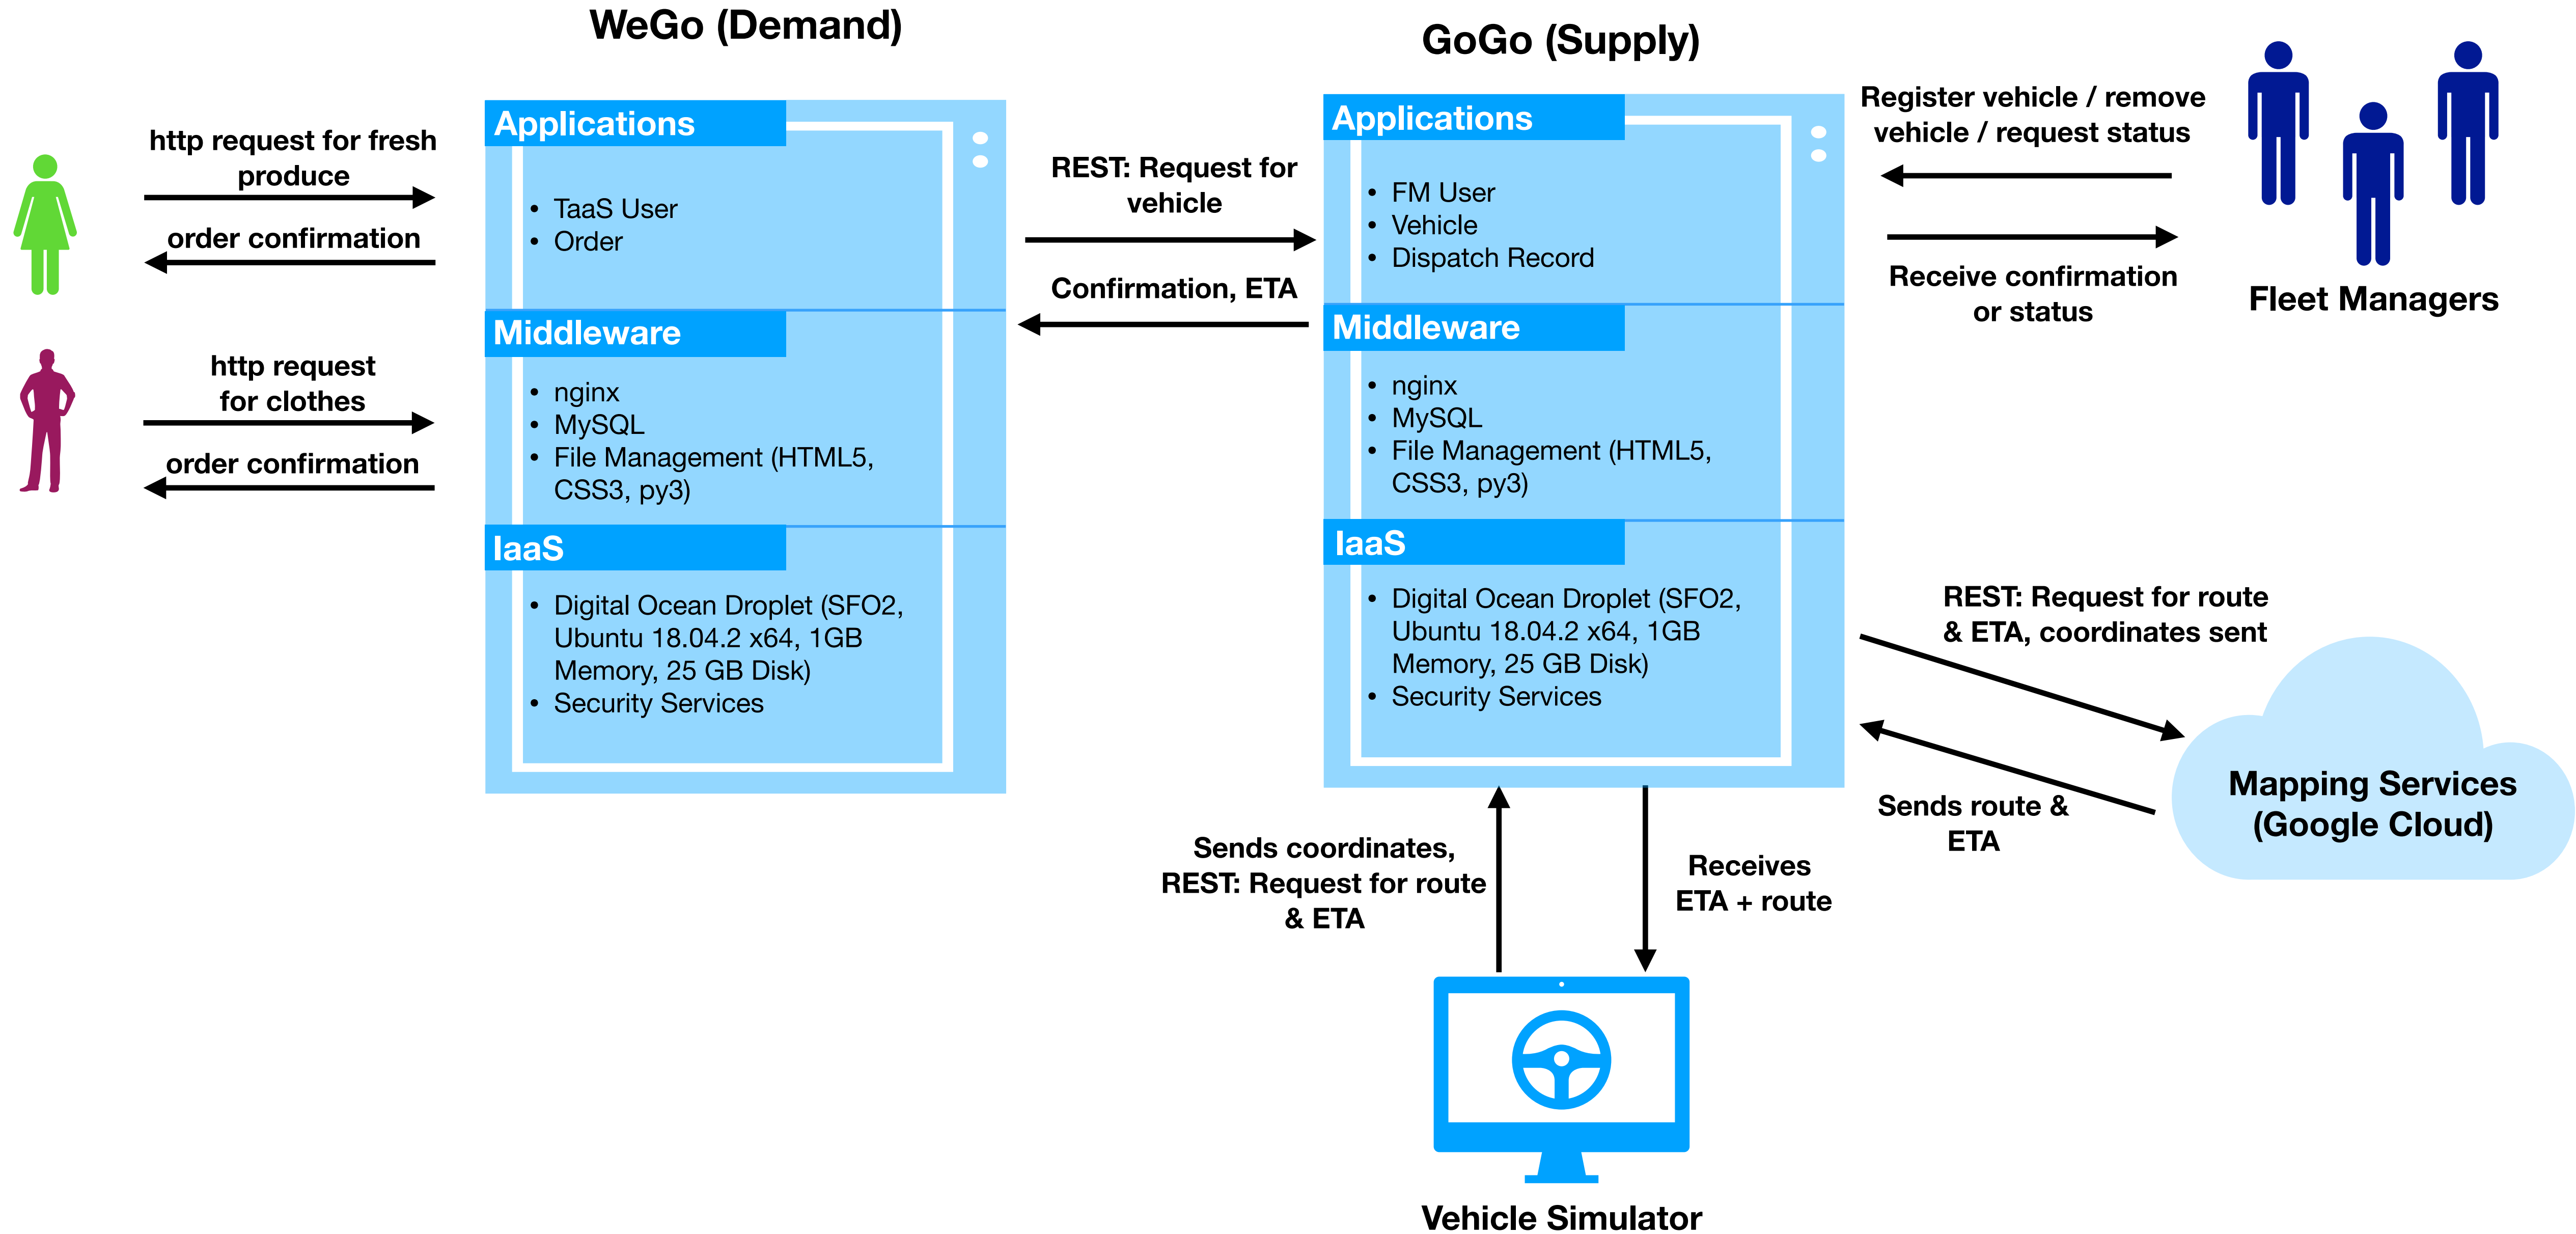 WeGo (Demand)
GoGo (Supply)
http request for fresh
produce
order confirmation
http request
for clothes
order confirmation
Applications
• TaaS User
• Order
Middleware
• nginx
• MySQL
• File Management (HTML5,
CSS3, py3)
IaaS
• Digital Ocean Droplet (SFO2,
Ubuntu 18.04.2 x64, 1GB
Memory, 25 GB Disk)
• Security Services
REST: Request for
vehicle
Confirmation, ETA
Applications
• FM User
• Vehicle
• Dispatch Record
Middleware
• nginx
• MySQL
• File Management (HTML5,
CSS3, py3)
IaaS
• Digital Ocean Droplet (SFO2,
Ubuntu 18.04.2 x64, 1GB
Memory, 25 GB Disk)
• Security Services
Register vehicle / remove
vehicle / request status
Receive confirmation
or status
Fleet Managers
REST: Request for route
& ETA, coordinates sent
Sends route &
ETA
Mapping Services
(Google Cloud)
Sends coordinates,
REST: Request for route
& ETA
Receives
ETA + route
Vehicle Simulator